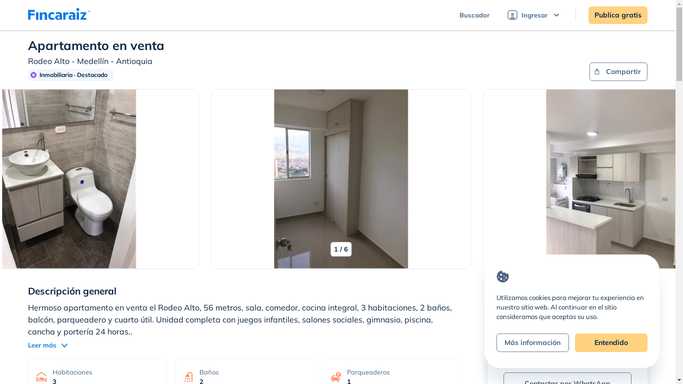 Fincaraiz
Buscador
Ingresar
Publica gratis
Apartamento en venta
Rodeo Alto - Medellín - Antioquia
Inmobiliaria - Destacado
Compartir
1 / 6
Descripción general
Hermoso apartamento en venta el Rodeo Alto, 56 metros, sala, comedor, cocina integral, 3 habitaciones, 2 baños,
balcón, parqueadero y cuarto útil. Unidad completa con juegos infantiles, salones sociales, gimnasio, piscina,
cancha y portería 24 horas..
Leer más
Habitaciones
3
Baños
2
Parqueaderos
1
Utilizamos cookies para mejorar tu experiencia en
nuestro sitio web. Al continuar en el sitio
consideramos que aceptas su uso.
Más información
Entendido
Contactar por WhatsApp